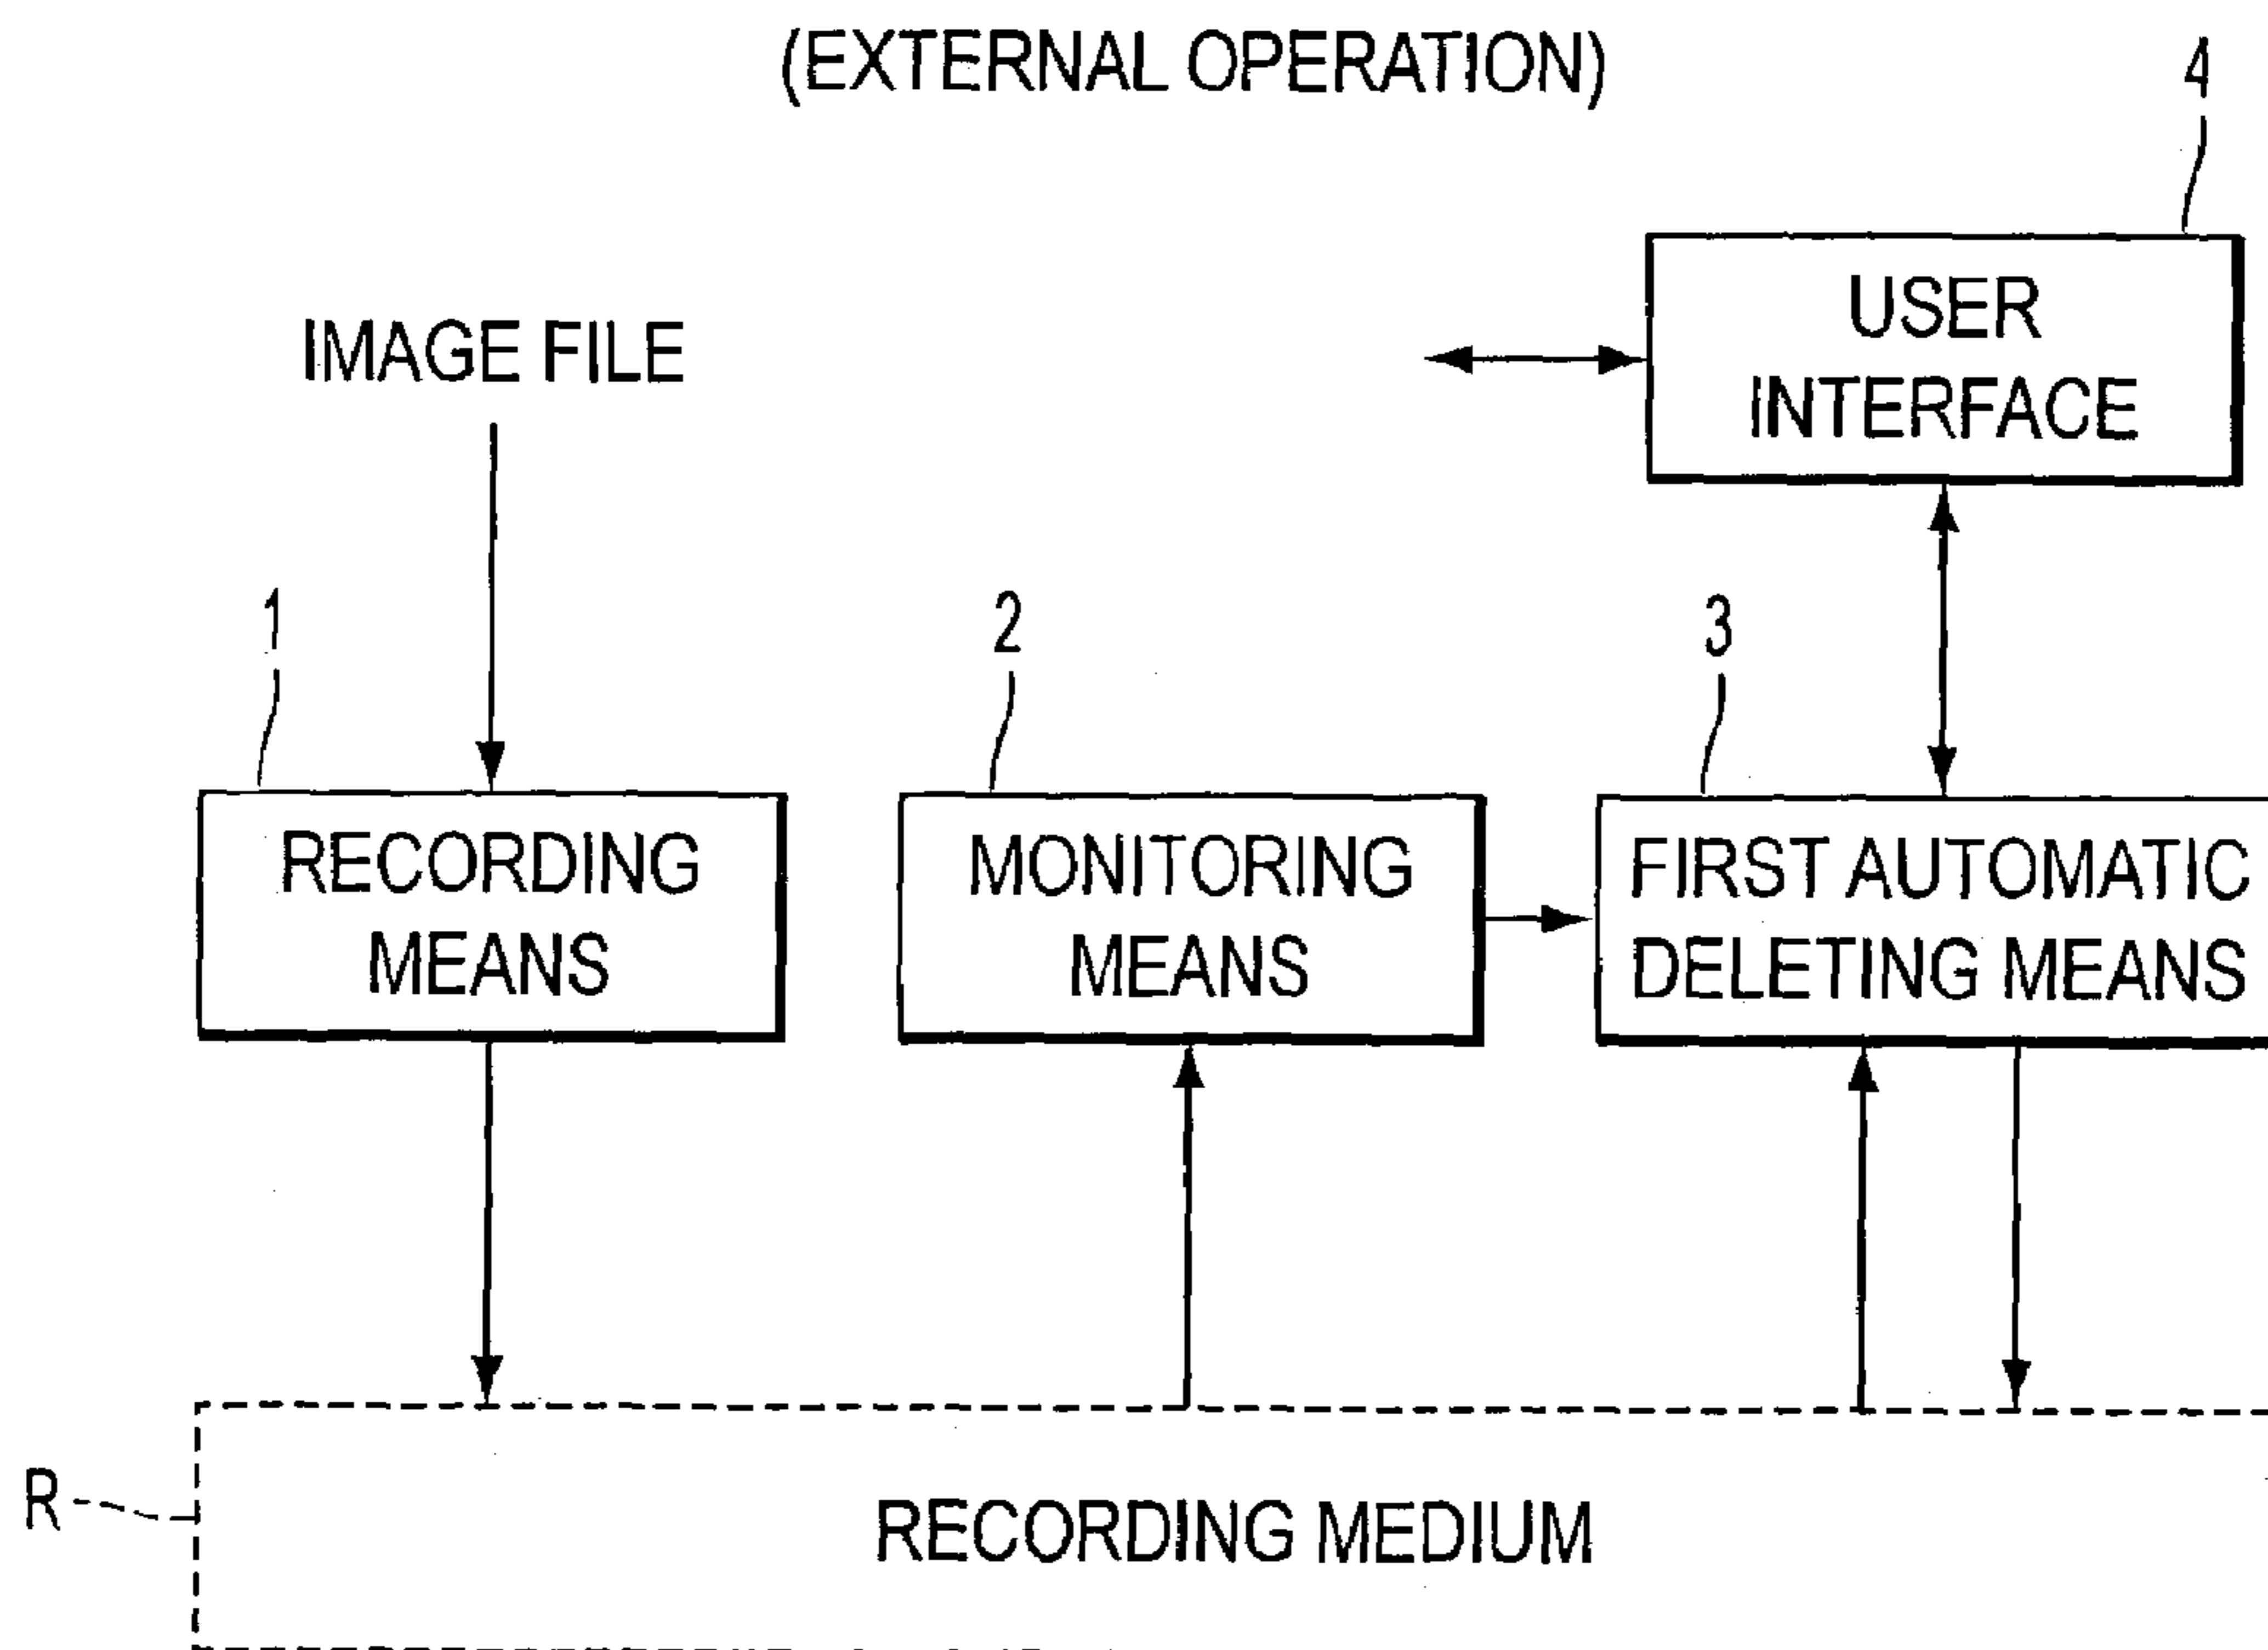 (EXTERNAL OPERATION)
4
USER
INTERFACE
IMAGE FILE
1
2
3
RECORDING
MEANS
MONITORING
MEANS
FIRST AUTOMATIC
DELETING MEANS
R
RECORDING MEDIUM